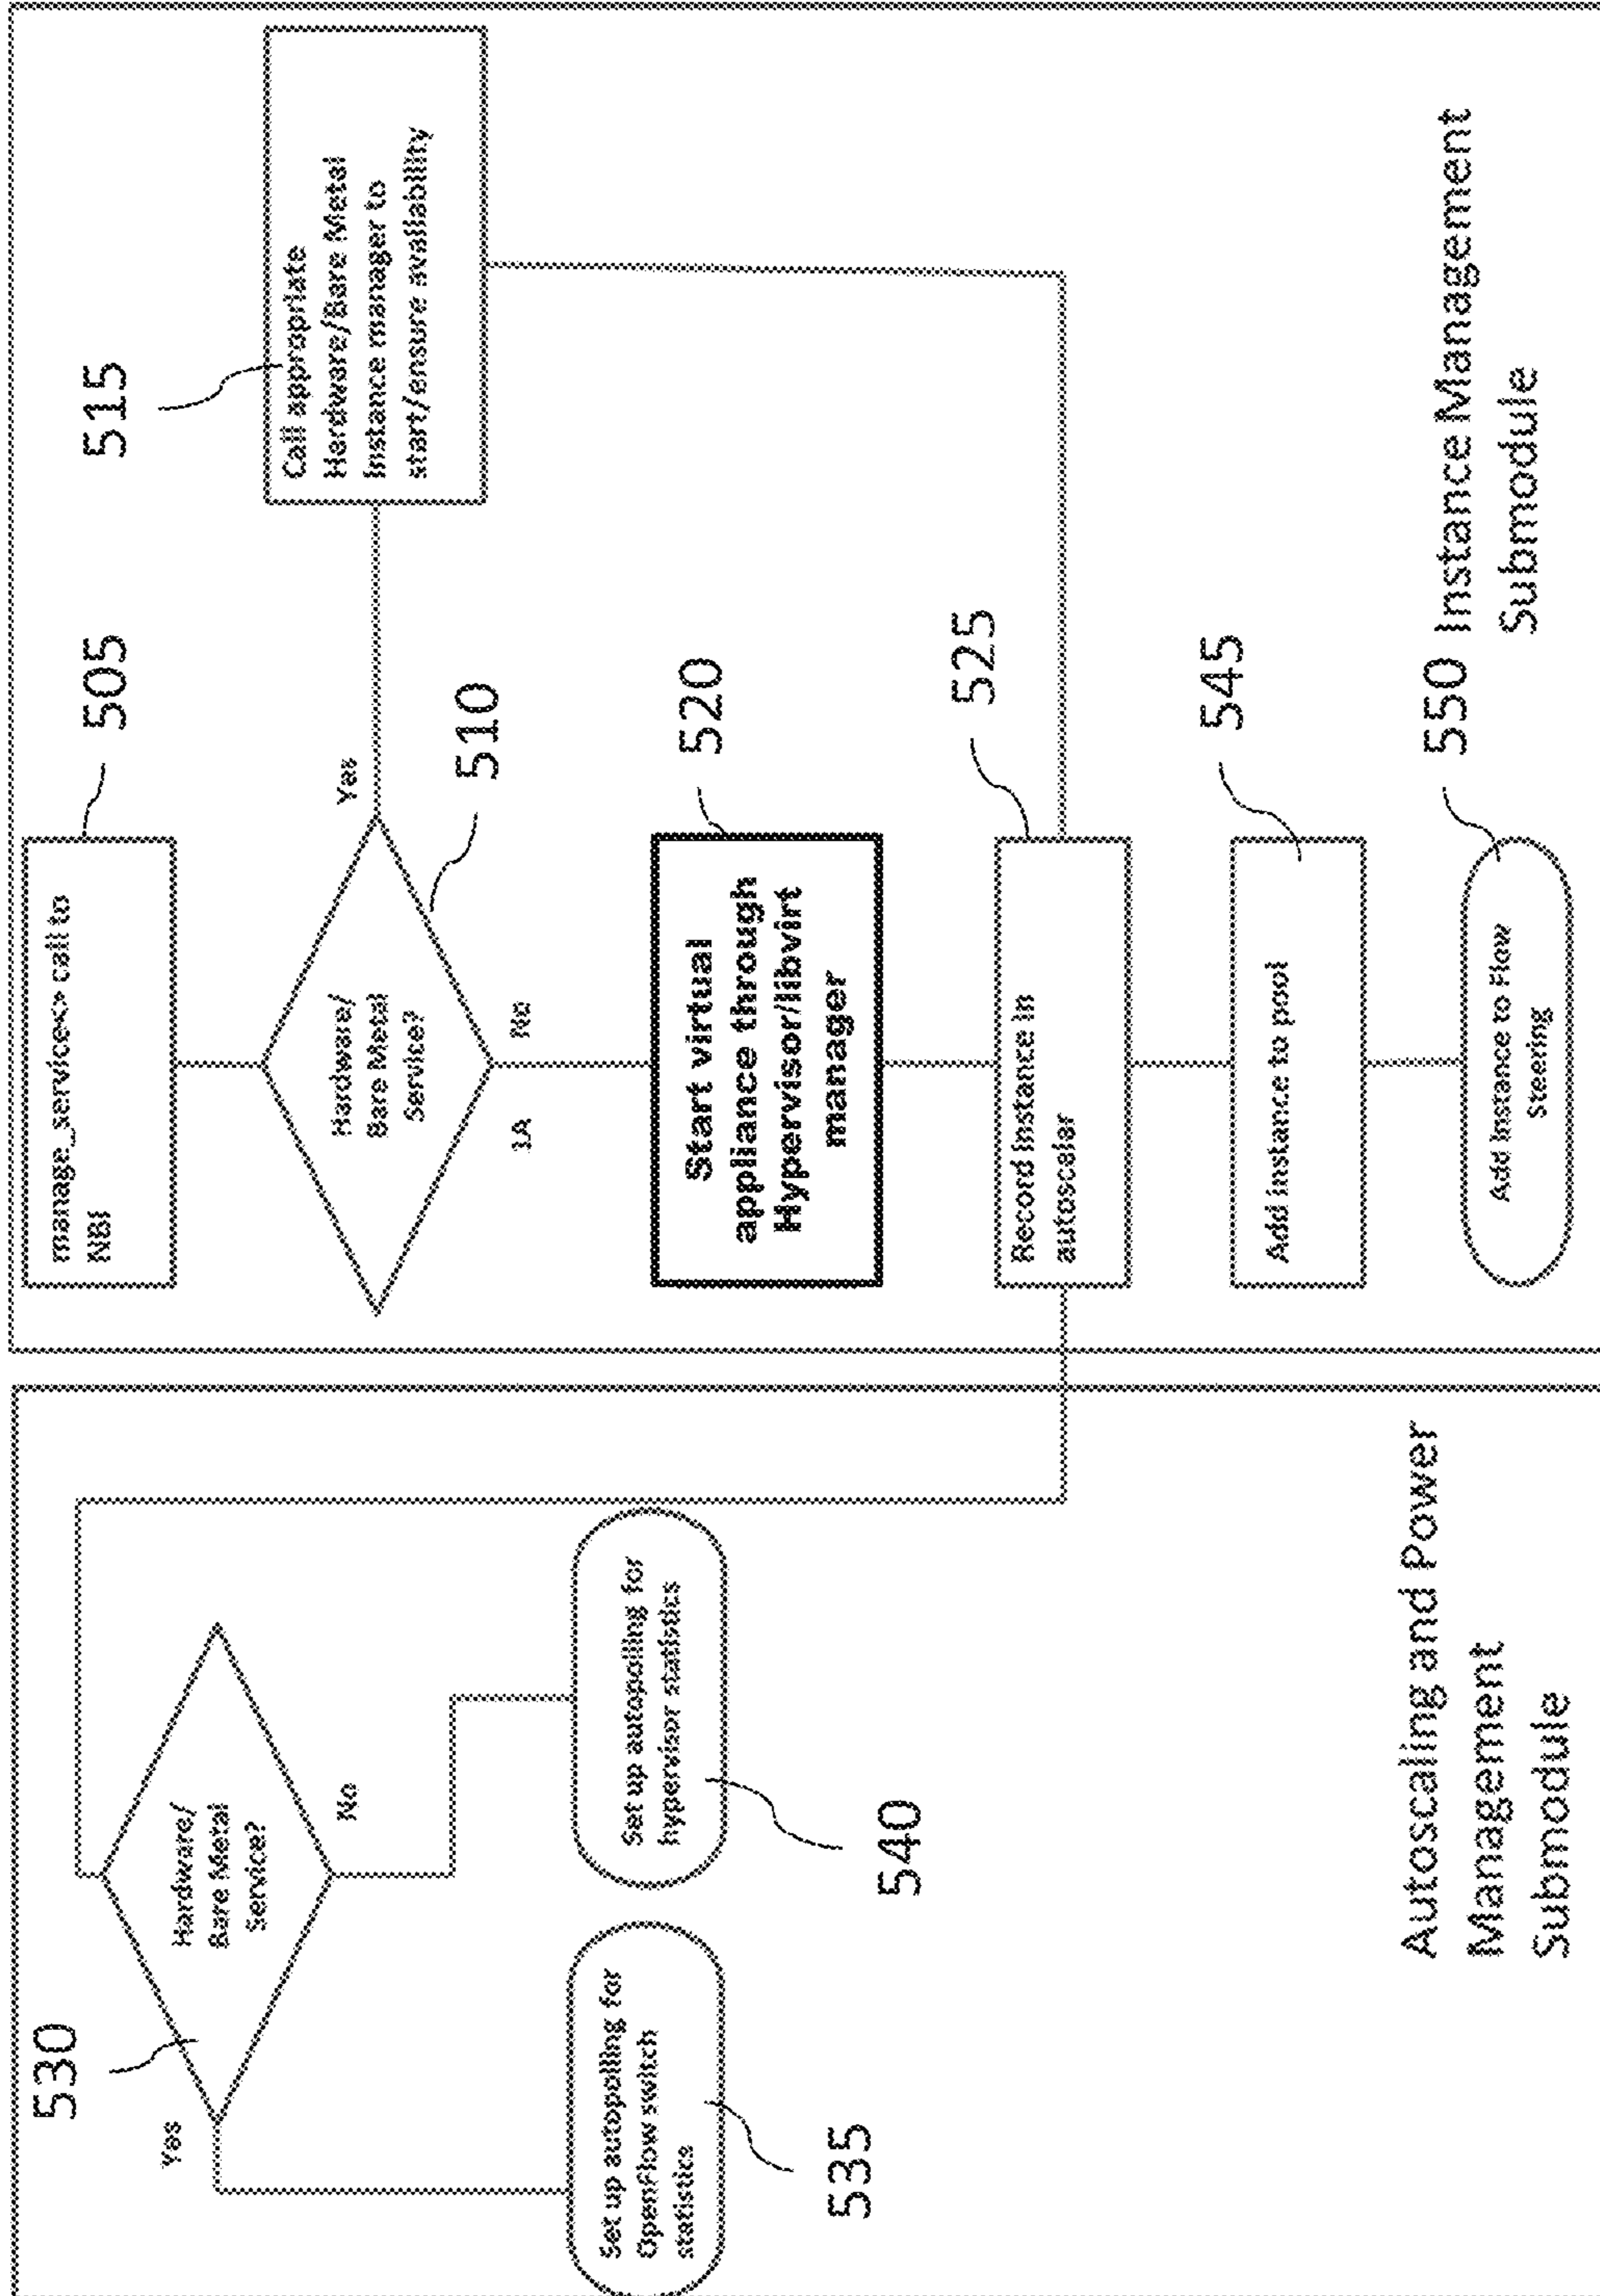 530
Hardware/
Bare Metal
Service?
Yes
No
Set up autopolling for
OpenFlow switch
statistics
535
Set up autopolling for
hypervisor statistics
540
Autoscaling and Power
Management
Submodule
manage_service<> call to
NBI
505
Hardware/
Bare Metal
Service?
510
Yes
1A
No
Call appropriate
Hardware/Bare Metal
Instance manager to
start/ensure availability
515
Start virtual
appliance through
Hypervisor/libvirt
manager
520
Record Instance in
autoscaler
525
Add instance to pool
545
Add Instance to Flow
Steering
550
Instance Management
Submodule